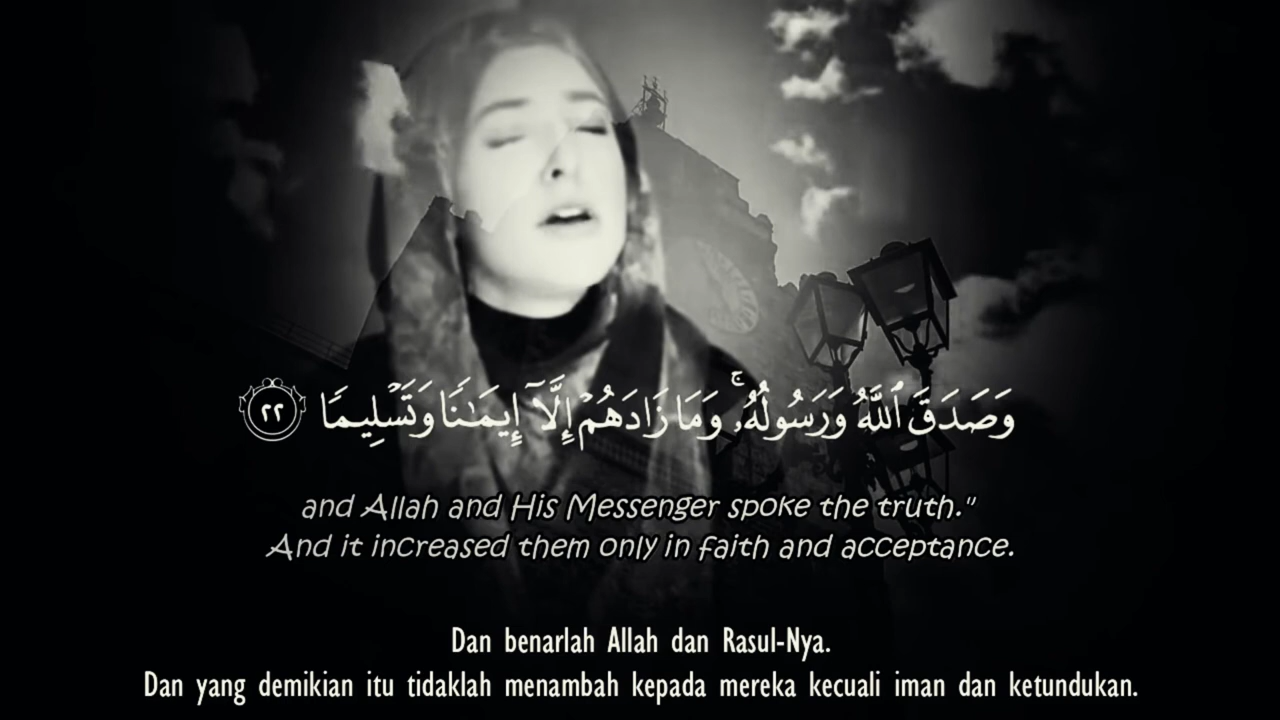 وَصَدَقَ ٱللَّهُ وَرَسُولُهُۥ ۚ وَمَا زَادَهُمْ إِلَّآ إِيمَـٰنًا وَتَسْلِيمًا ٢٢
and Allah and His Messenger spoke the truth."
And it increased them only in faith and acceptance.
Dan benarlah Allah dan Rasul-Nya.
Dan yang demikian itu tidaklah menambah kepada mereka kecuali iman dan ketundukan.